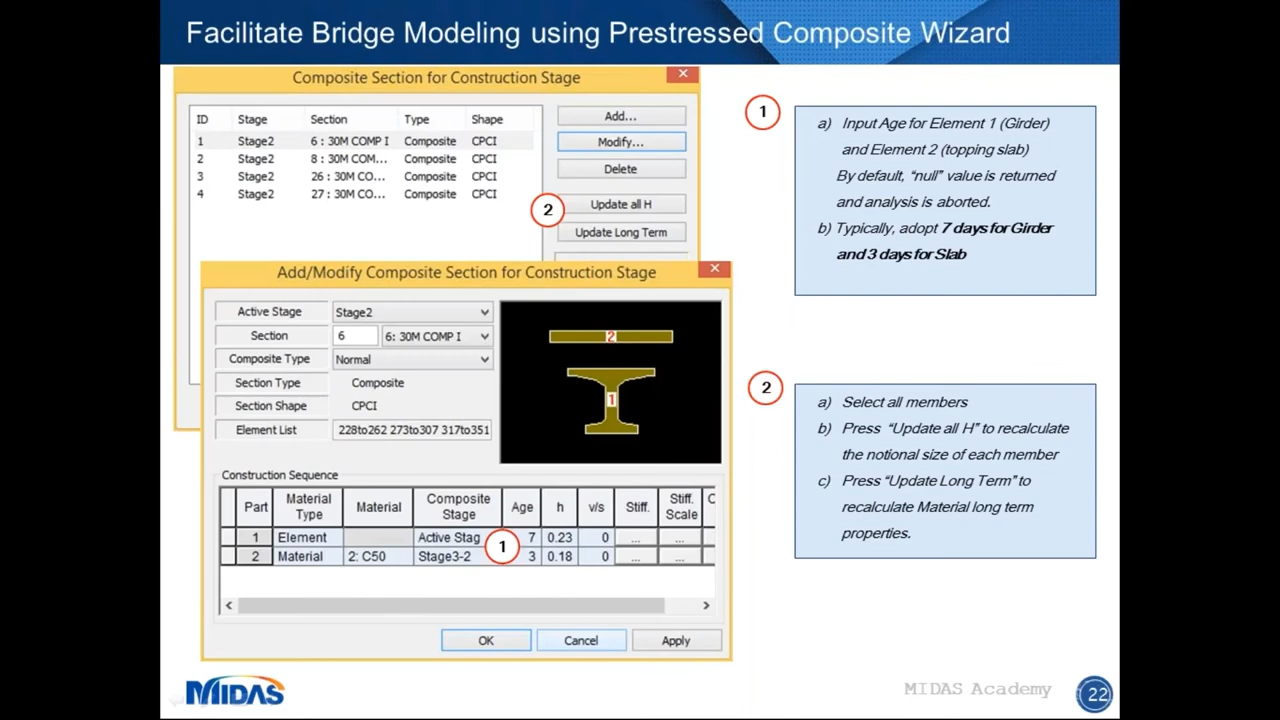 Facilitate Bridge Modeling using Prestressed Composite Wizard
Composite Section for Construction Stage
ID Stage Section Type Shape
1 Stage2 6 : 30M COMP I Composite CPCI
2 Stage2 8 : 30M COM... Composite CPCI
3 Stage2 26 : 30M CO... Composite CPCI
4 Stage2 27 : 30M CO... Composite CPCI
Add...
Modify...
Delete
2
Update all H
Update Long Term
Add/Modify Composite Section for Construction Stage
Active Stage Stage2
Section 6 6: 30M COMP I
Composite Type Normal
Section Type Composite
Section Shape CPCI
Element List 228to262 273to307 317to351
2
1
Construction Sequence
Part Material Type Material Composite Stage Age h v/s Stiff. Stiff. Scale C
1 Element Active Stag 7 0.23 0 ... ...
2 Material 2: C50 Stage3-2 3 0.18 0 ... ...
1
OK Cancel Apply
1
a) Input Age for Element 1 (Girder)
and Element 2 (topping slab)
By default, “null” value is returned
and analysis is aborted.
b) Typically, adopt 7 days for Girder
and 3 days for Slab
2
a) Select all members
b) Press “Update all H” to recalculate
the notional size of each member
c) Press “Update Long Term” to
recalculate Material long term
properties.
MIDAS
MIDAS Academy
22